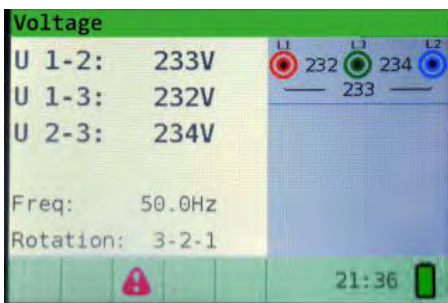 Voltage
U 1-2: 233V
U 1-3: 232V
U 2-3: 234V
Freq: 50.0Hz
Rotation: 3-2-1
L1 L3 L2
232 234
233
21:36